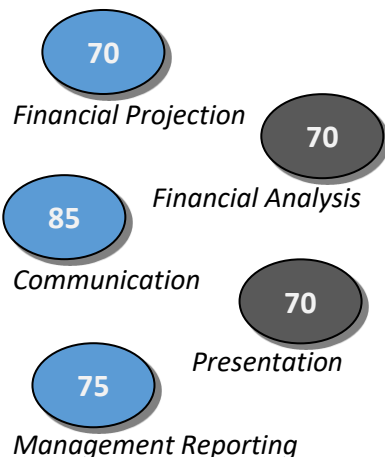 70
Financial Projection
70
Financial Analysis
85
Communication
70
Presentation
75
Management Reporting